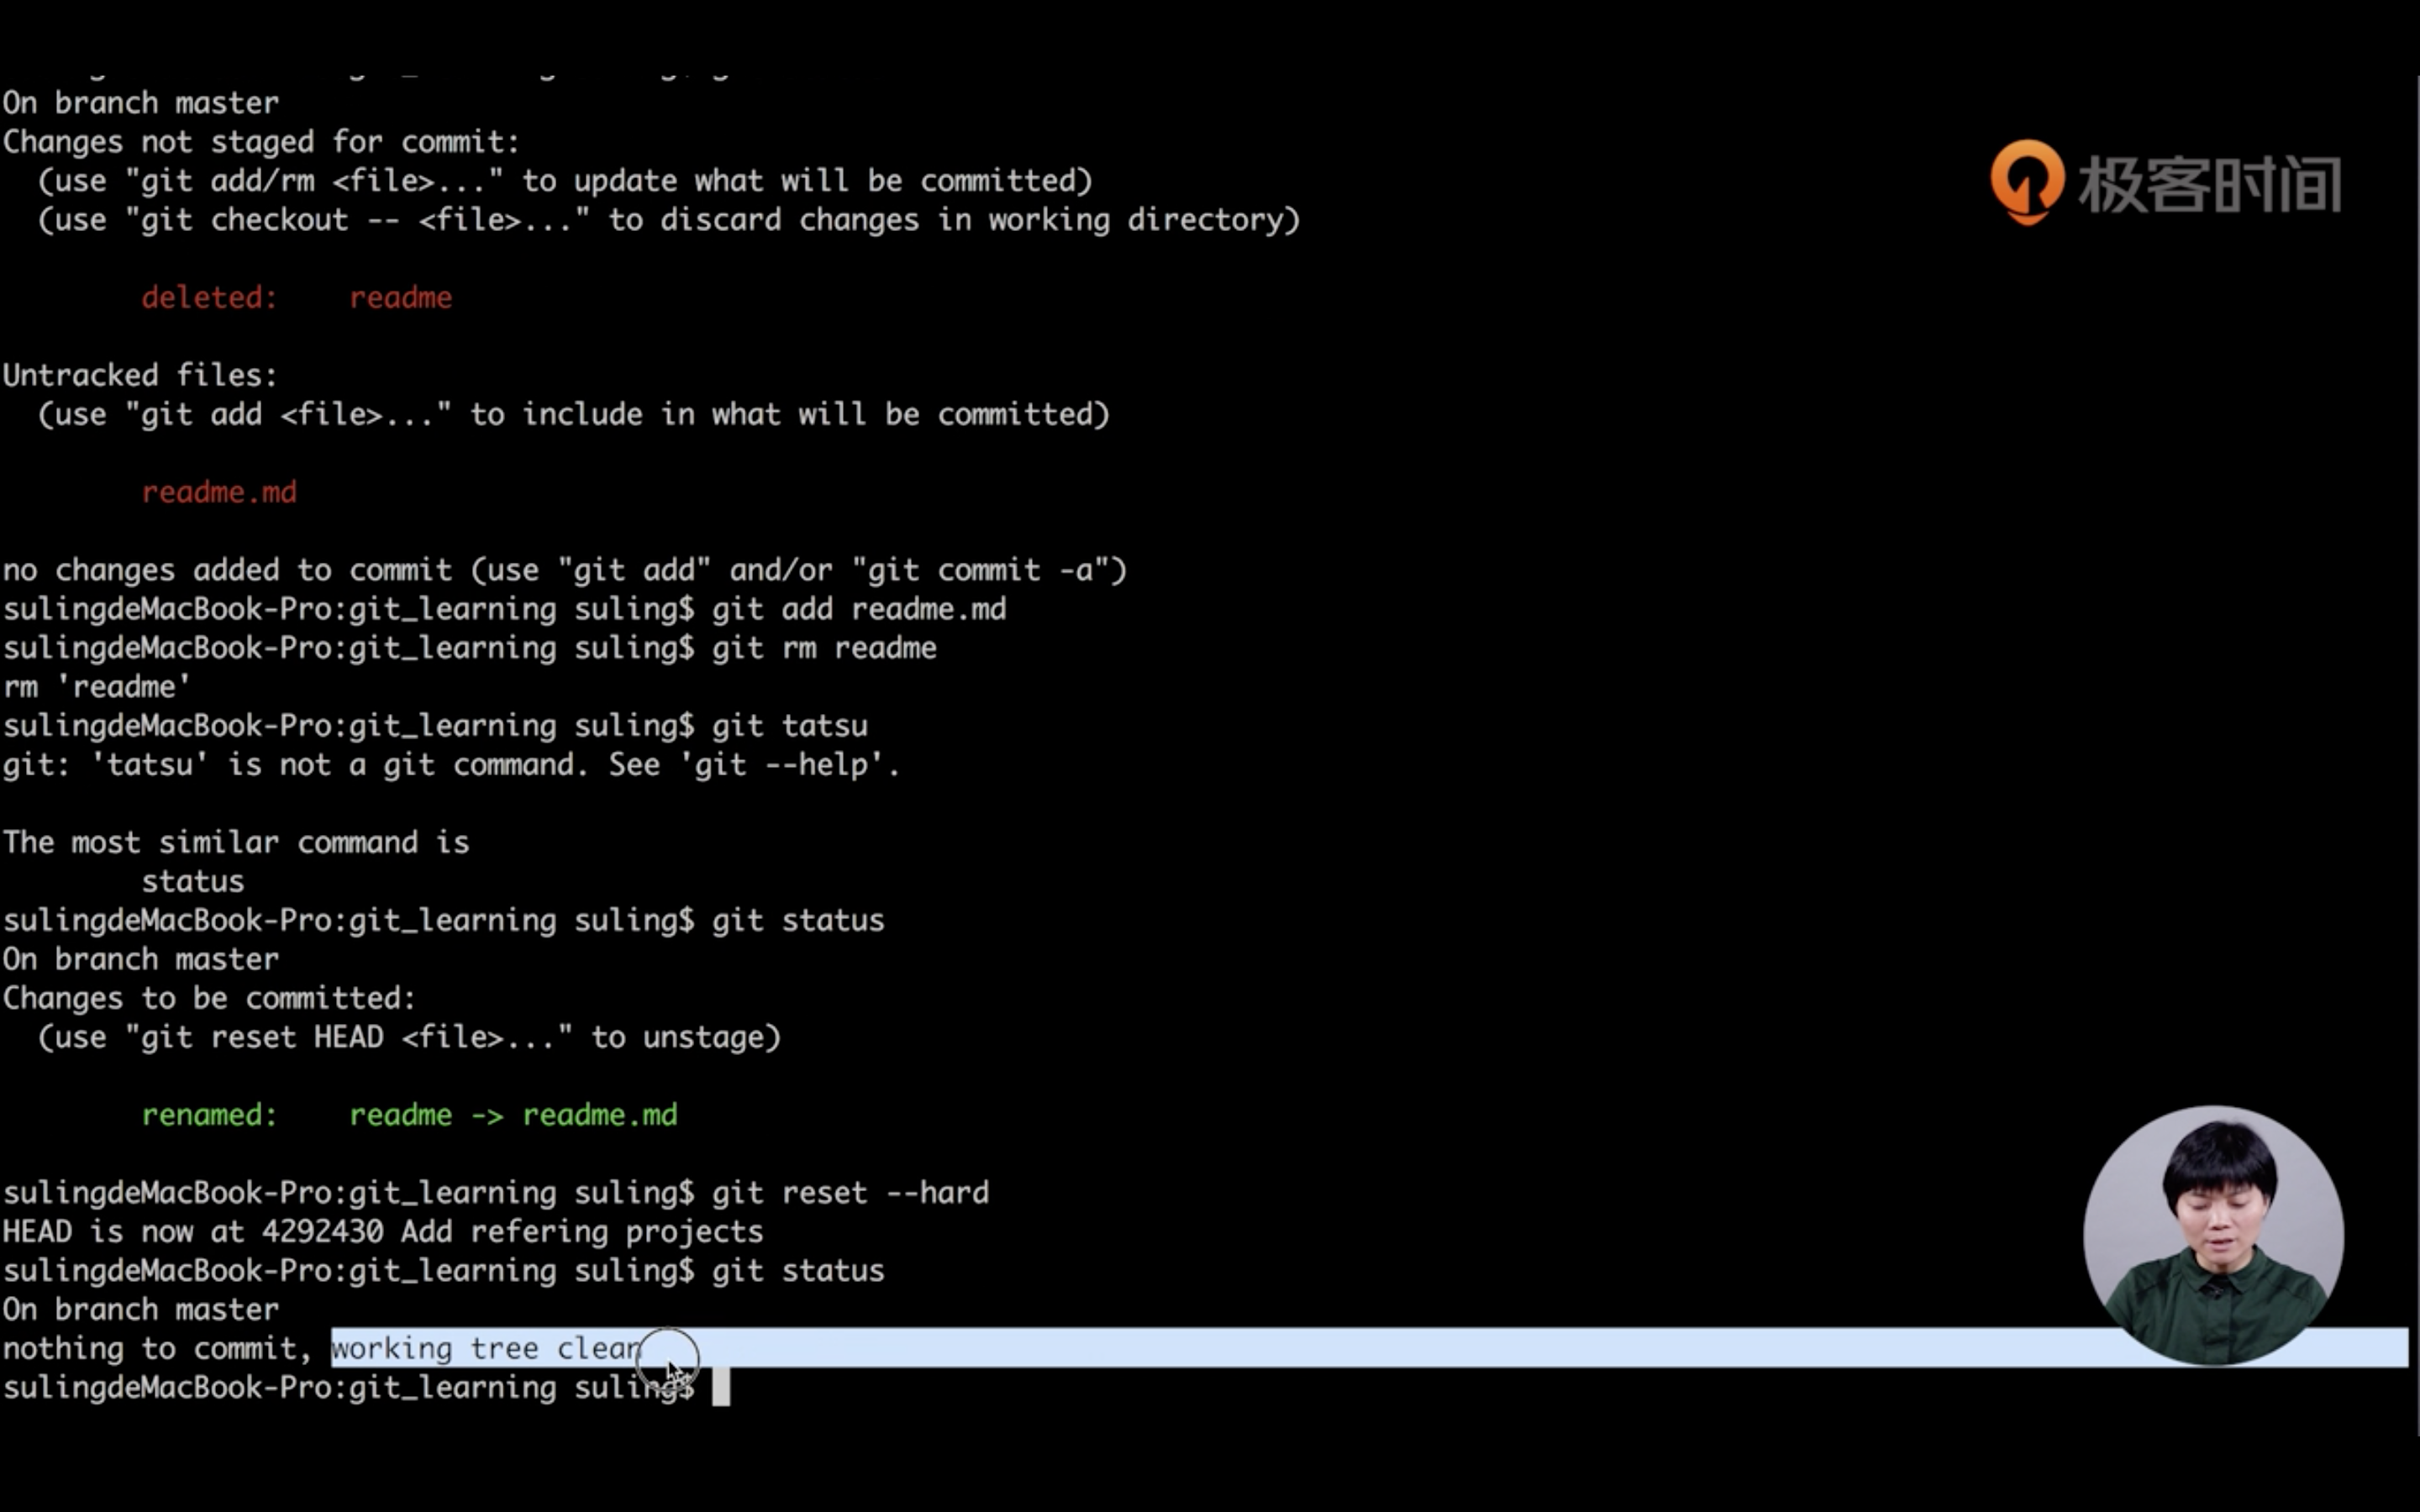 On branch master
Changes not staged for commit:
  (use "git add/rm <file>..." to update what will be committed)
  (use "git checkout -- <file>..." to discard changes in working directory)
        deleted:    readme
Untracked files:
  (use "git add <file>..." to include in what will be committed)
        readme.md
no changes added to commit (use "git add" and/or "git commit -a")
sulingdeMacBook-Pro:git_learning suling$ git add readme.md
sulingdeMacBook-Pro:git_learning suling$ git rm readme
rm 'readme'
sulingdeMacBook-Pro:git_learning suling$ git tatsu
git: 'tatsu' is not a git command. See 'git --help'.
The most similar command is
        status
sulingdeMacBook-Pro:git_learning suling$ git status
On branch master
Changes to be committed:
  (use "git reset HEAD <file>..." to unstage)
        renamed:    readme -> readme.md
sulingdeMacBook-Pro:git_learning suling$ git reset --hard
HEAD is now at 4292430 Add refering projects
sulingdeMacBook-Pro:git_learning suling$ git status
On branch master
nothing to commit, working tree clean
sulingdeMacBook-Pro:git_learning suling$
极客时间